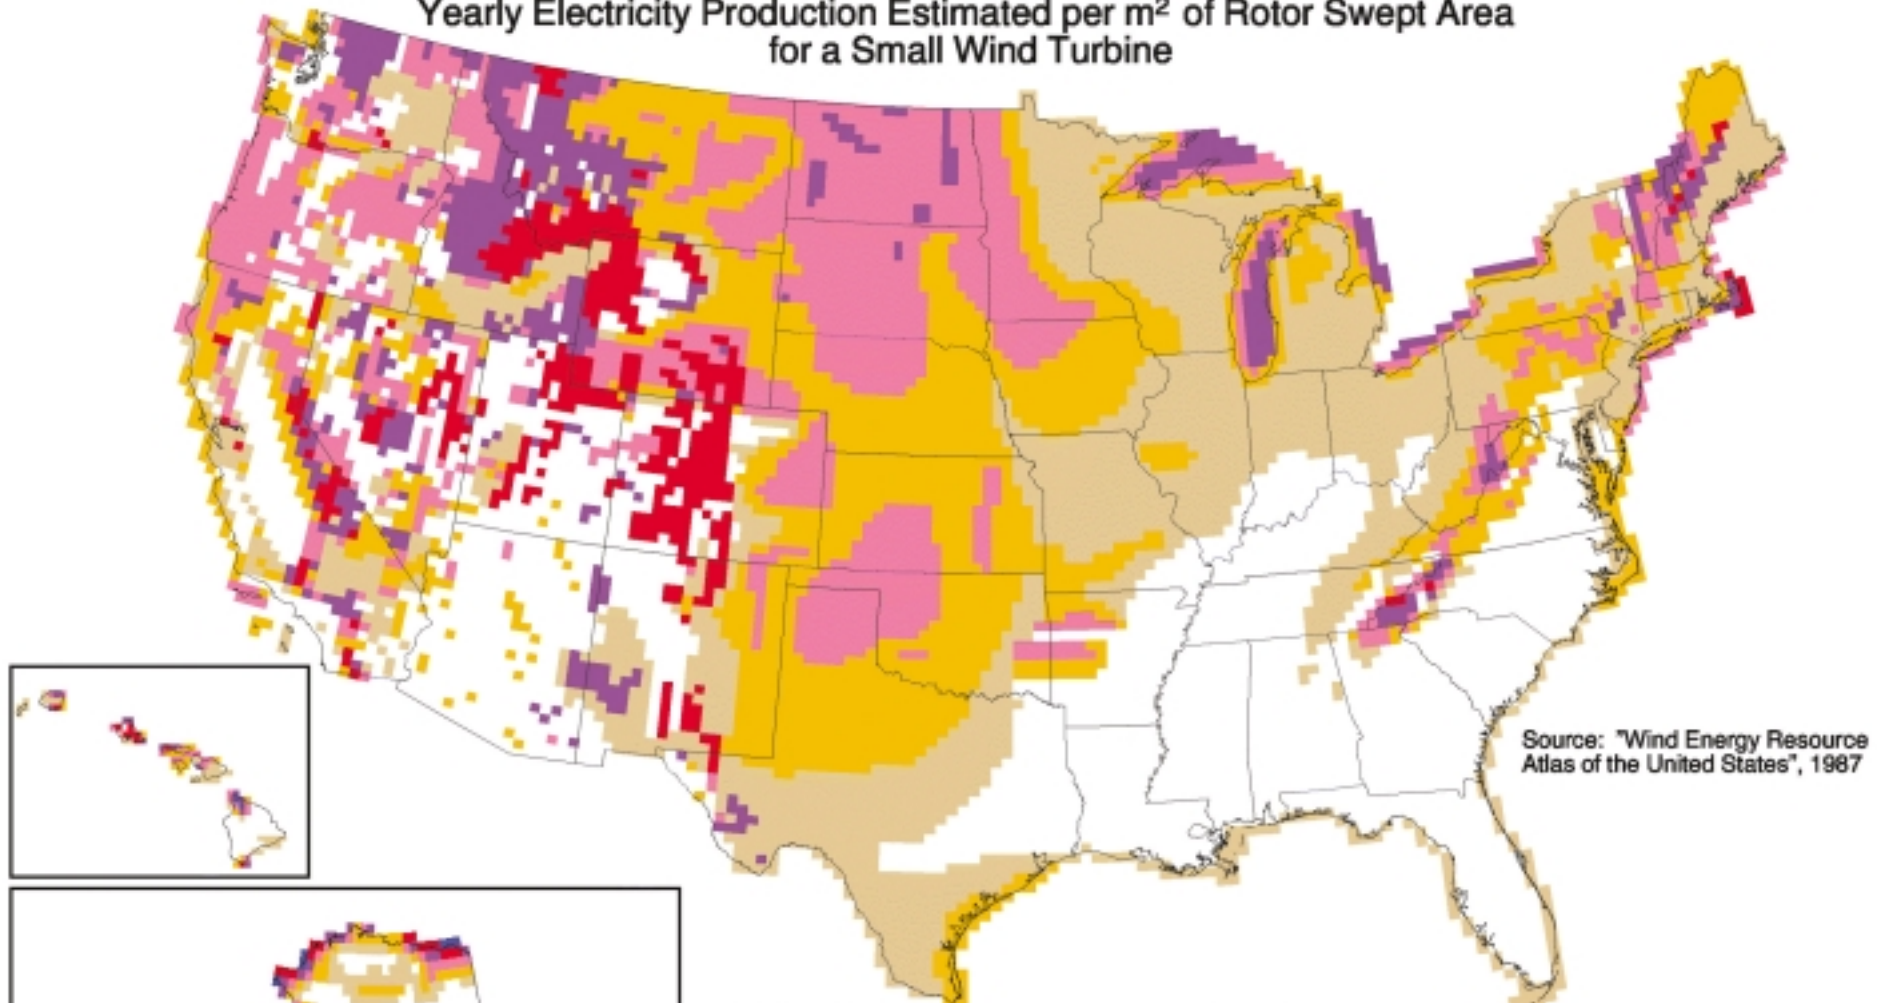 Yearly Electricity Production Estimated per m² of Rotor Swept Area
for a Small Wind Turbine
Source: "Wind Energy Resource
Atlas of the United States", 1987